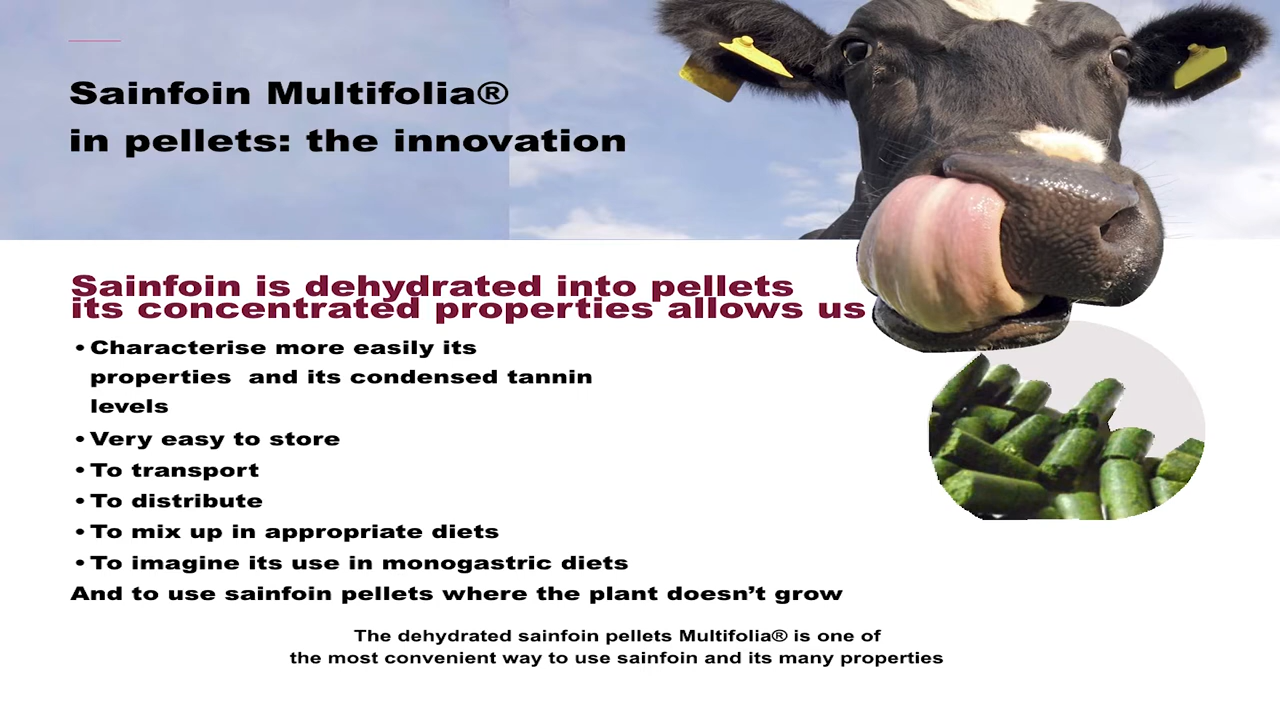 Sainfoin Multifolia®
in pellets: the innovation
Sainfoin is dehydrated into pellets
its concentrated properties allows us
• Characterise more easily its
properties and its condensed tannin
levels
• Very easy to store
• To transport
• To distribute
• To mix up in appropriate diets
• To imagine its use in monogastric diets
And to use sainfoin pellets where the plant doesn’t grow
The dehydrated sainfoin pellets Multifolia® is one of
the most convenient way to use sainfoin and its many properties